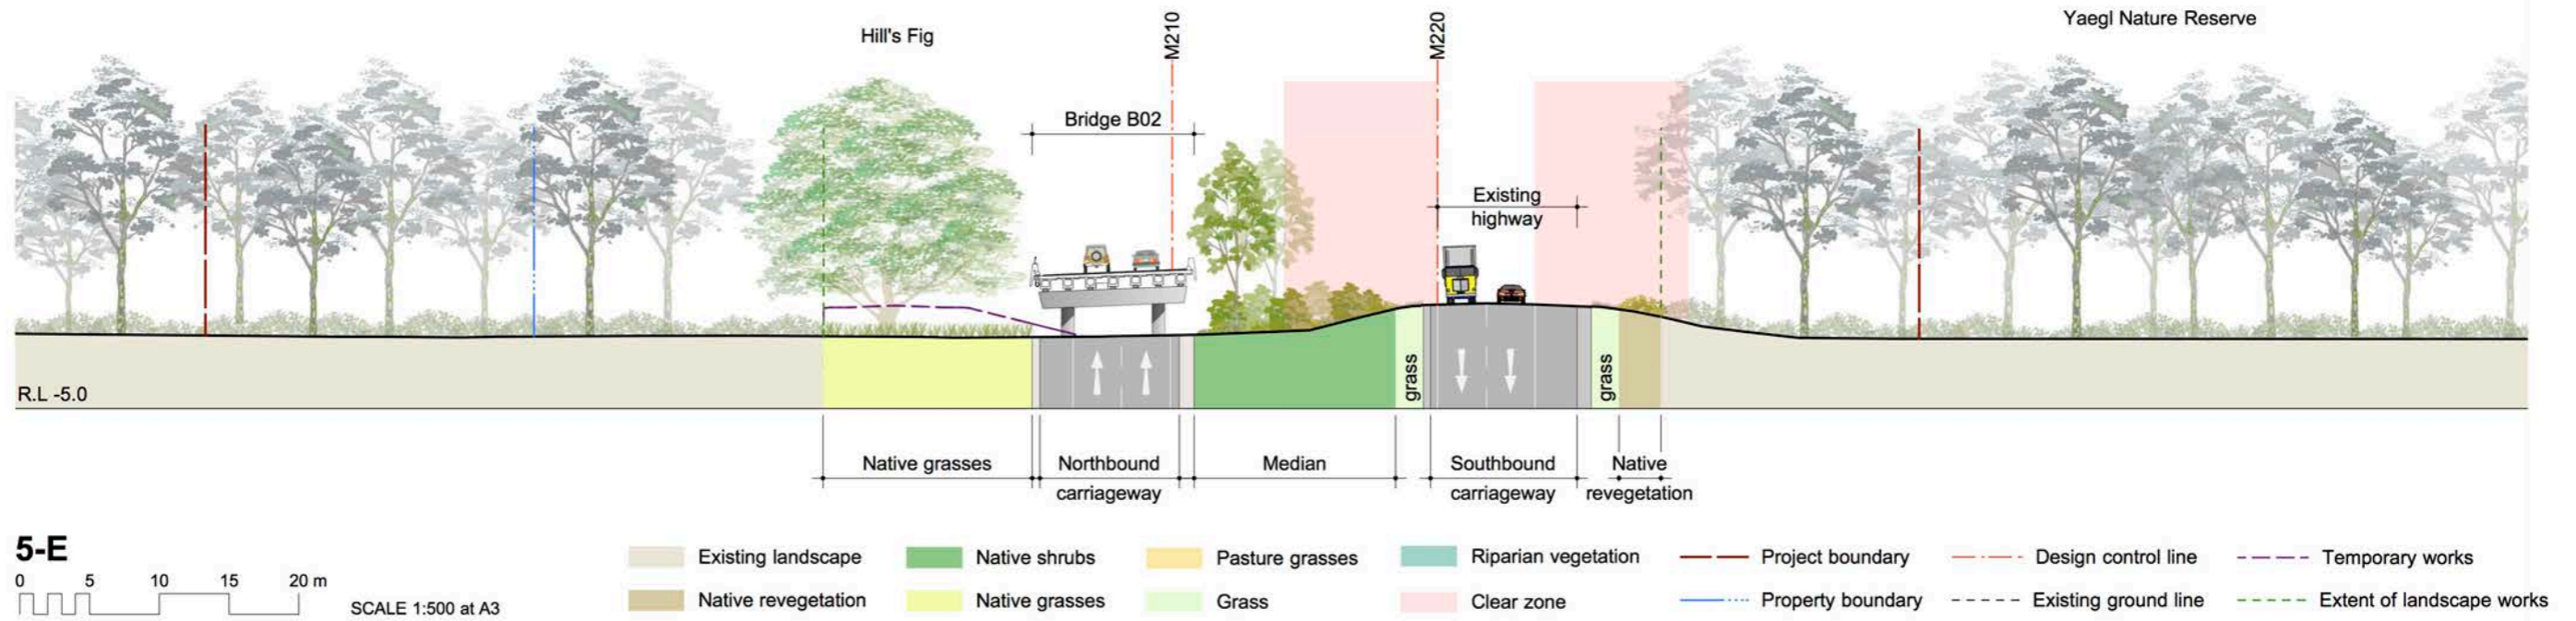 Yaegl Nature Reserve
Hill's Fig
M210
M220
Bridge B02
Existing
highway
R.L -5.0
grass
grass
Native grasses
Northbound
carriageway
Median
Southbound
carriageway
Native
revegetation
5-E
0 5 10 15 20 m
SCALE 1:500 at A3
Existing landscape
Native shrubs
Pasture grasses
Riparian vegetation
Project boundary
Design control line
Temporary works
Native revegetation
Native grasses
Grass
Clear zone
Property boundary
Existing ground line
Extent of landscape works